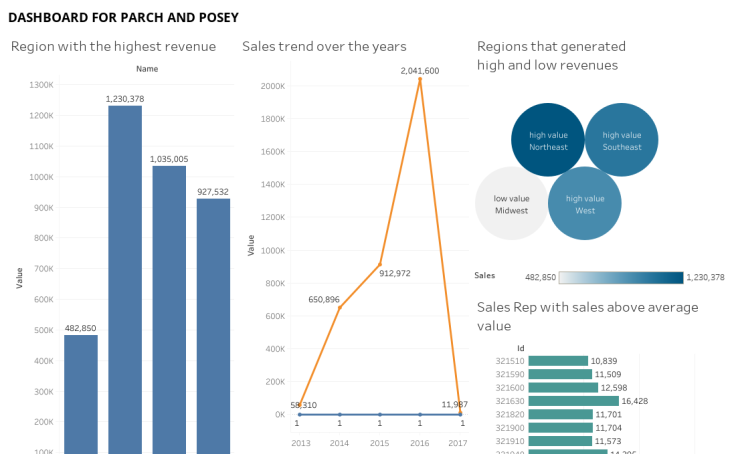 DASHBOARD FOR PARCH AND POSEY
Region with the highest revenue
Name
1300K
1200K
1100K
1000K
900K
800K
700K
600K
500K
400K
300K
200K
100K
Value
482,850
1,230,378
1,035,005
927,532
Sales trend over the years
2000K
1800K
1600K
1400K
1200K
1000K
800K
600K
400K
200K
0K
Value
58,310
650,896
912,972
2,041,600
11,987
1
1
1
1
1
2013
2014
2015
2016
2017
Regions that generated
high and low revenues
high value
Northeast
high value
Southeast
low value
Midwest
high value
West
Sales
482,850
1,230,378
Sales Rep with sales above average
value
Id
321510 10,839
321590 11,509
321600 12,598
321630 16,428
321820 11,701
321900 11,704
321910 11,573